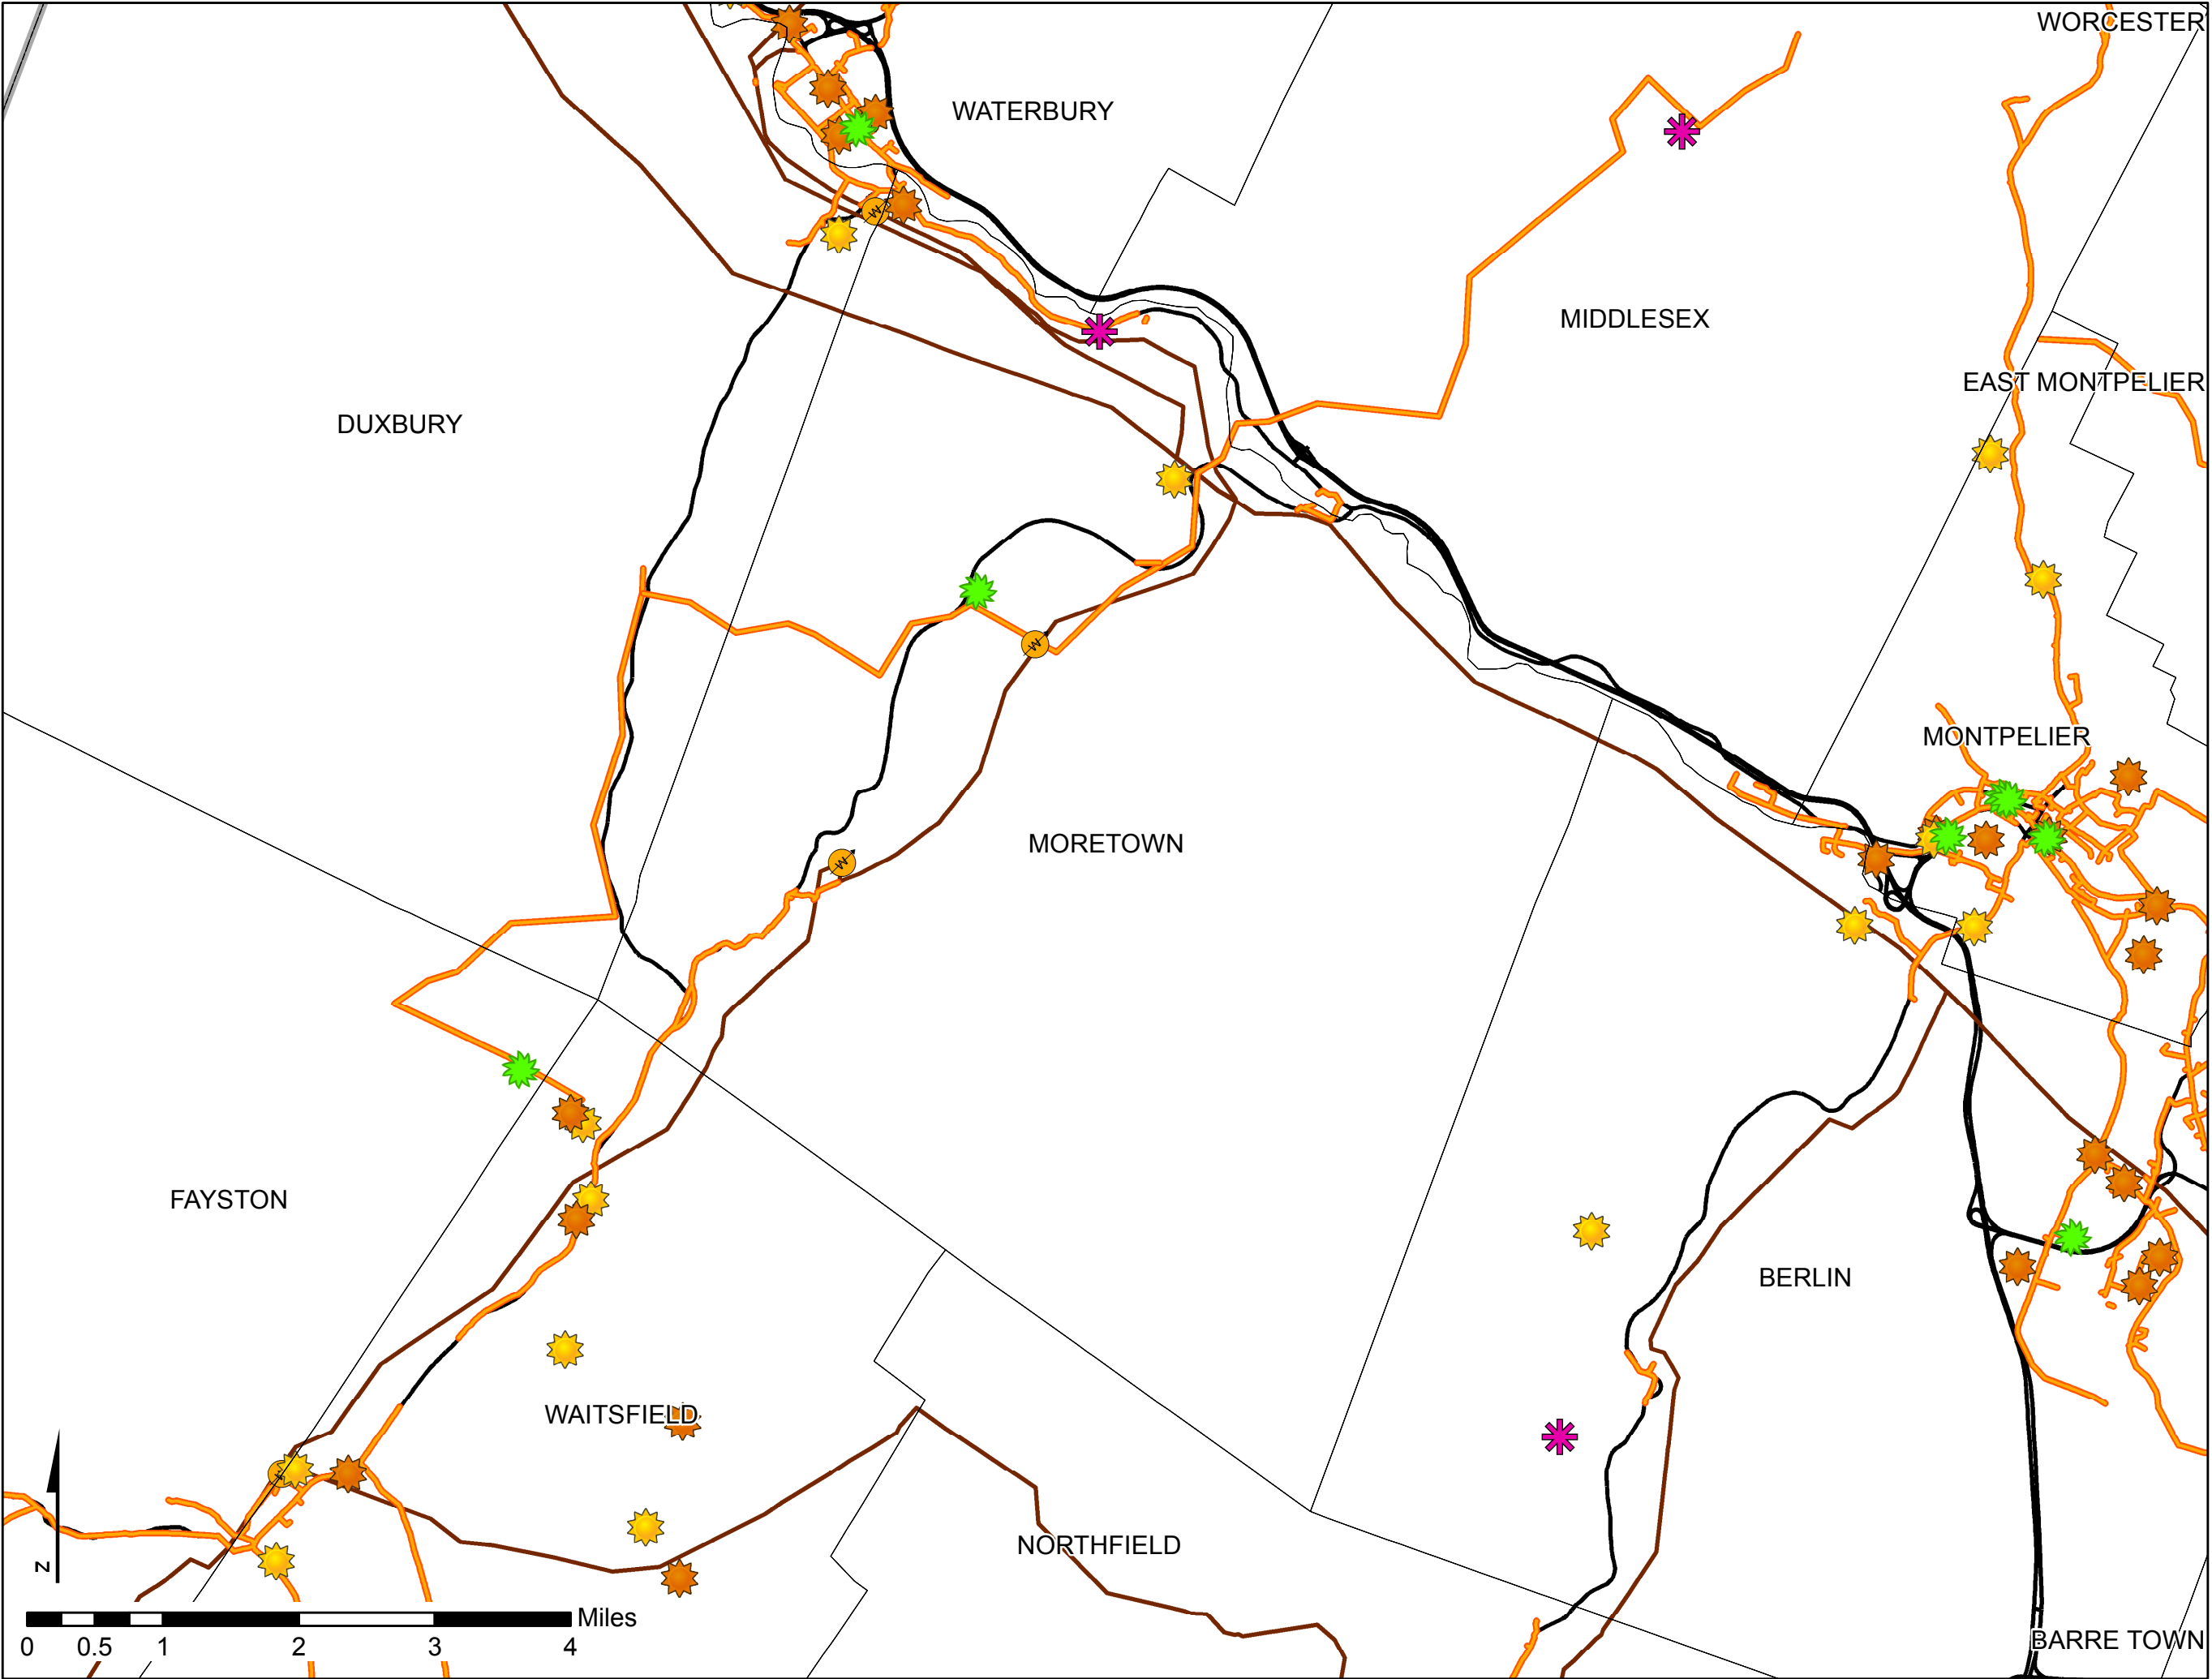 WORCESTER
WATERBURY
MIDDLESEX
EAST MONTPELIER
DUXBURY
MONTPELIER
MORETOWN
FAYSTON
BERLIN
WAITSFIELD
NORTHFIELD
N
Miles
0 0.5 1 2 3 4
BARRE TOWN
W
W
W